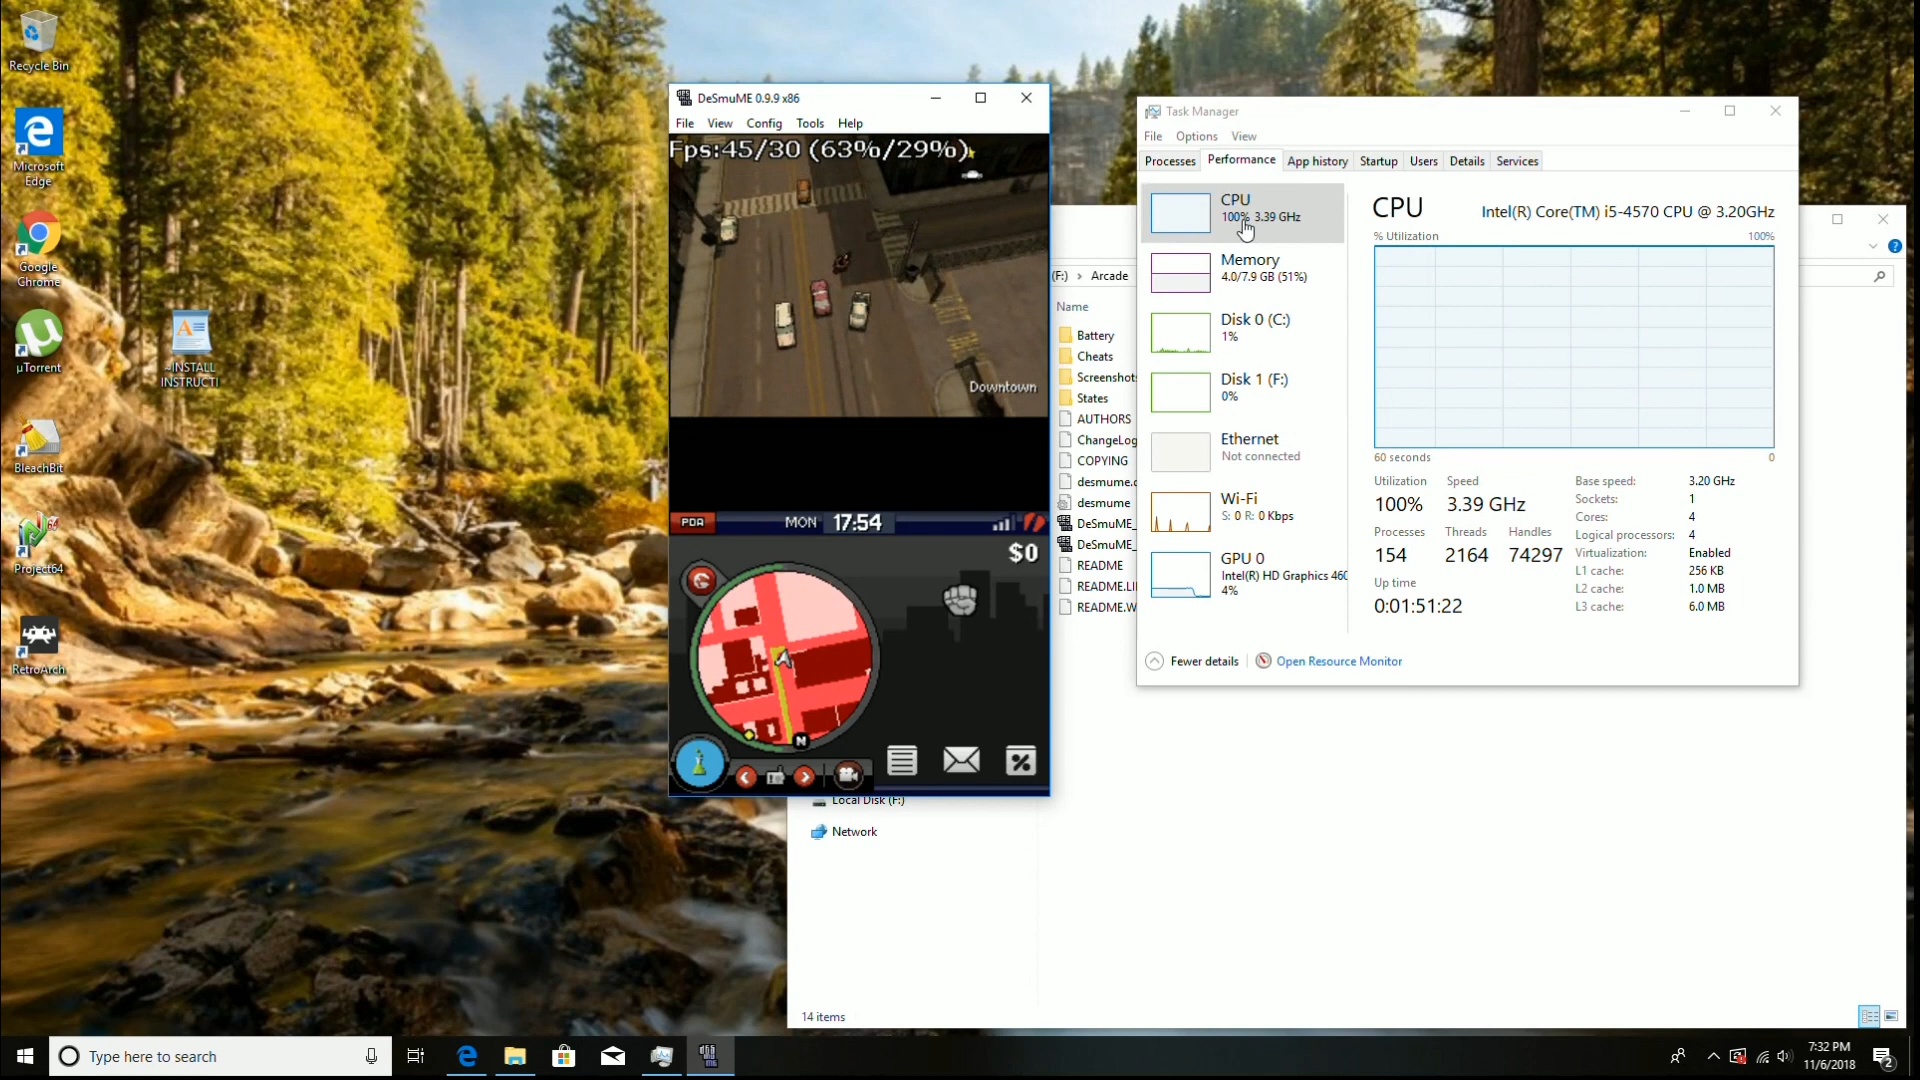 Recycle Bin
Microsoft
Edge
Google
Chrome
µTorrent
~INSTALL
INSTRUCTI
BleachBit
Project64
RetroArch
DeSmuME 0.9.9 x86
File View Config Tools Help
Fps:45/30 (63%/29%)
Downtown
PDA MON 17:54
$0
N
Task Manager
File Options View
Processes Performance App history Startup Users Details Services
CPU
100% 3.39 GHz
Memory
4.0/7.9 GB (51%)
Disk 0 (C:)
1%
Disk 1 (F:)
0%
Ethernet
Not connected
Wi-Fi
S: 0 R: 0 Kbps
GPU 0
Intel(R) HD Graphics 460
4%
CPU Intel(R) Core(TM) i5-4570 CPU @ 3.20GHz
% Utilization 100%
60 seconds 0
Utilization Speed
100% 3.39 GHz
Processes Threads Handles
154 2164 74297
Up time
0:01:51:22
Base speed: 3.20 GHz
Sockets: 1
Cores: 4
Logical processors: 4
Virtualization: Enabled
L1 cache: 256 KB
L2 cache: 1.0 MB
L3 cache: 6.0 MB
Fewer details Open Resource Monitor
(F:) > Arcade
Name
Battery
Cheats
Screenshots
States
AUTHORS
ChangeLog
COPYING
desmume.c
desmume
DeSmuME_
DeSmuME_
README
README.LI
README.W
Local Disk (F:)
Network
14 items
Type here to search
7:32 PM
11/6/2018
2